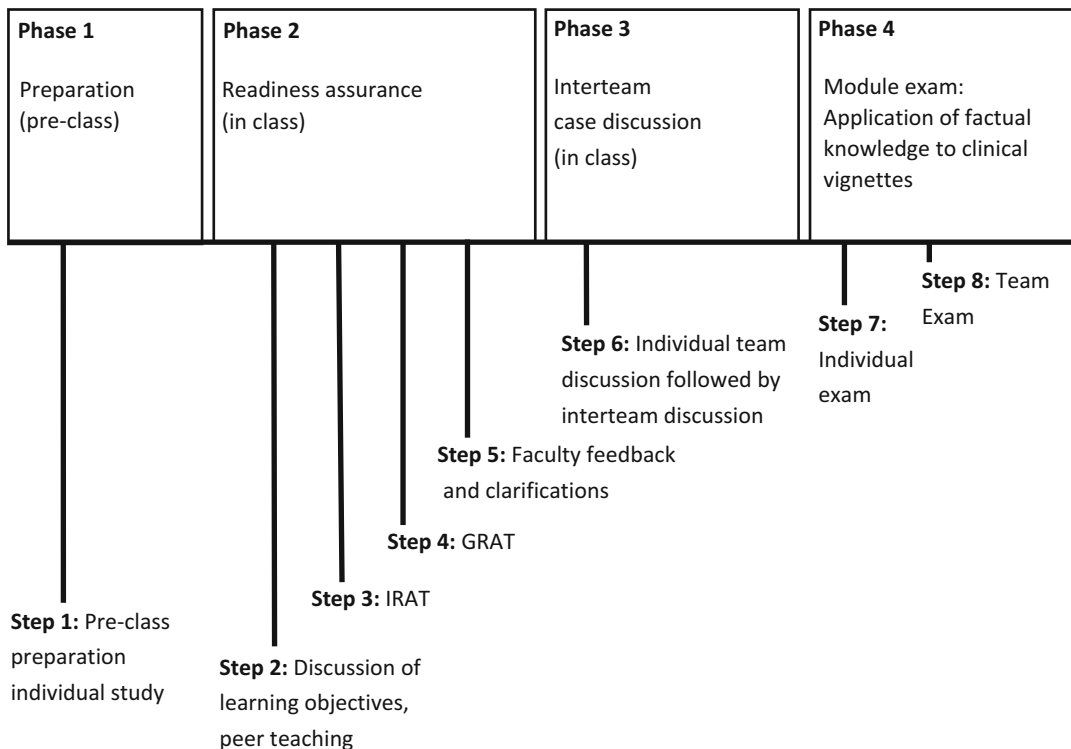 Phase 1
Preparation
(pre-class)
Phase 2
Readiness assurance
(in class)
Phase 3
Interteam
case discussion
(in class)
Phase 4
Module exam:
Application of factual
knowledge to clinical
vignettes
Step 1: Pre-class
preparation
individual study
Step 2: Discussion of
learning objectives,
peer teaching
Step 3: IRAT
Step 4: GRAT
Step 5: Faculty feedback
and clarifications
Step 6: Individual team
discussion followed by
interteam discussion
Step 7:
Individual
exam
Step 8: Team
Exam